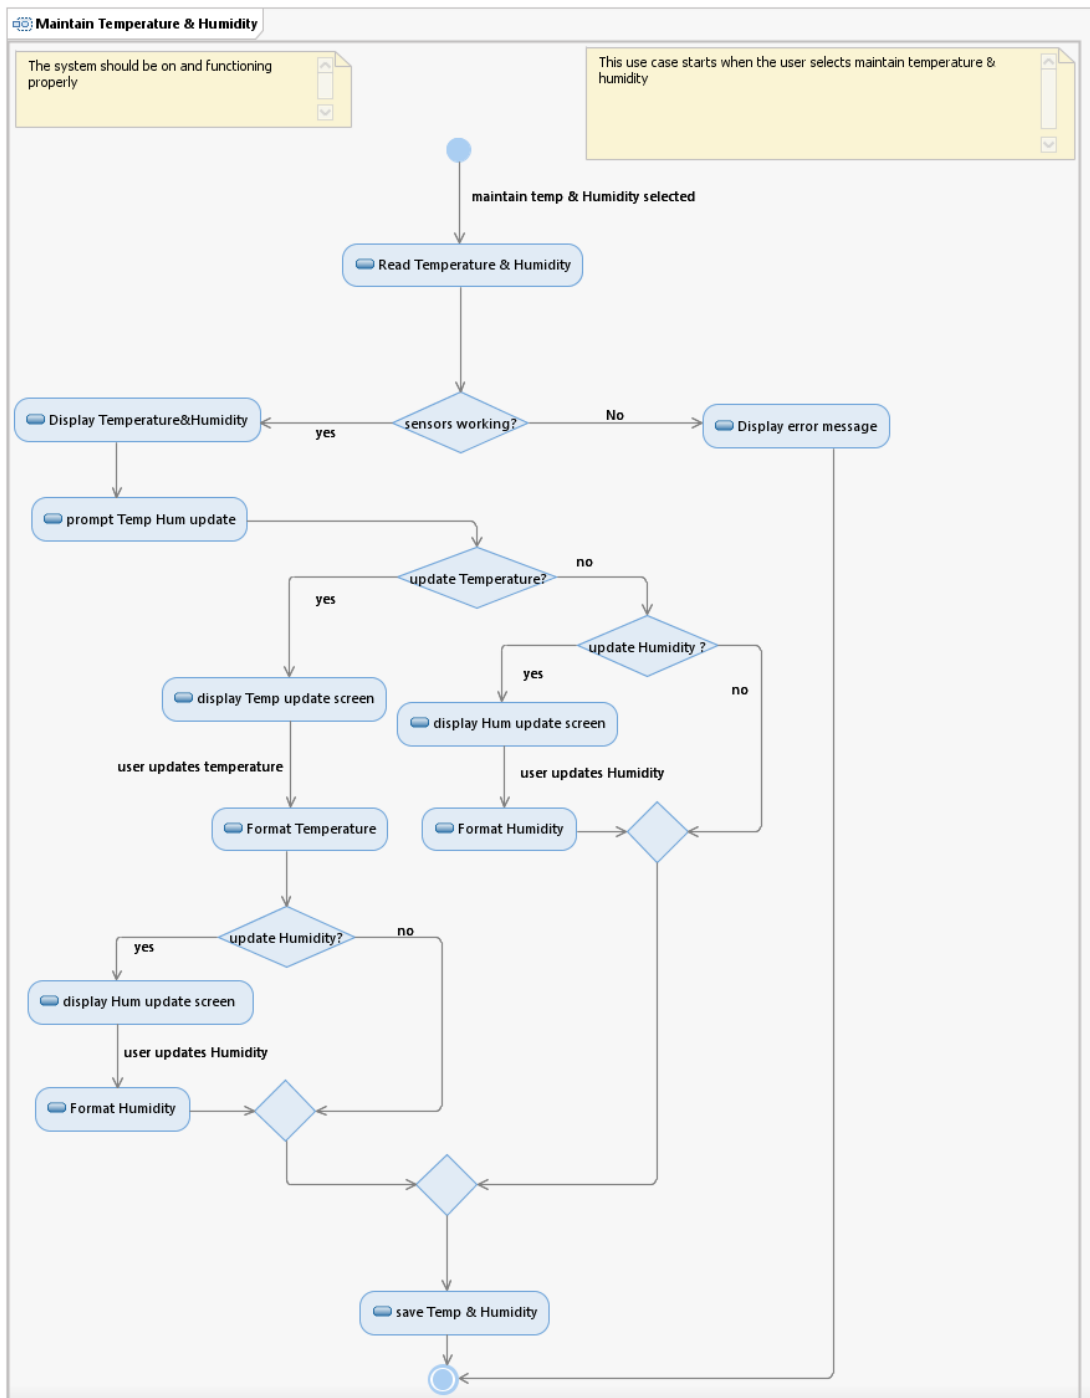 Maintain Temperature & Humidity
The system should be on and functioning
properly
This use case starts when the user selects maintain temperature &
humidity
maintain temp & Humidity selected
Read Temperature & Humidity
sensors working?
yes
No
Display Temperature&Humidity
Display error message
prompt Temp Hum update
update Temperature?
yes
no
update Humidity ?
yes
no
display Temp update screen
display Hum update screen
user updates temperature
user updates Humidity
Format Temperature
Format Humidity
update Humidity?
yes
no
display Hum update screen
user updates Humidity
Format Humidity
save Temp & Humidity